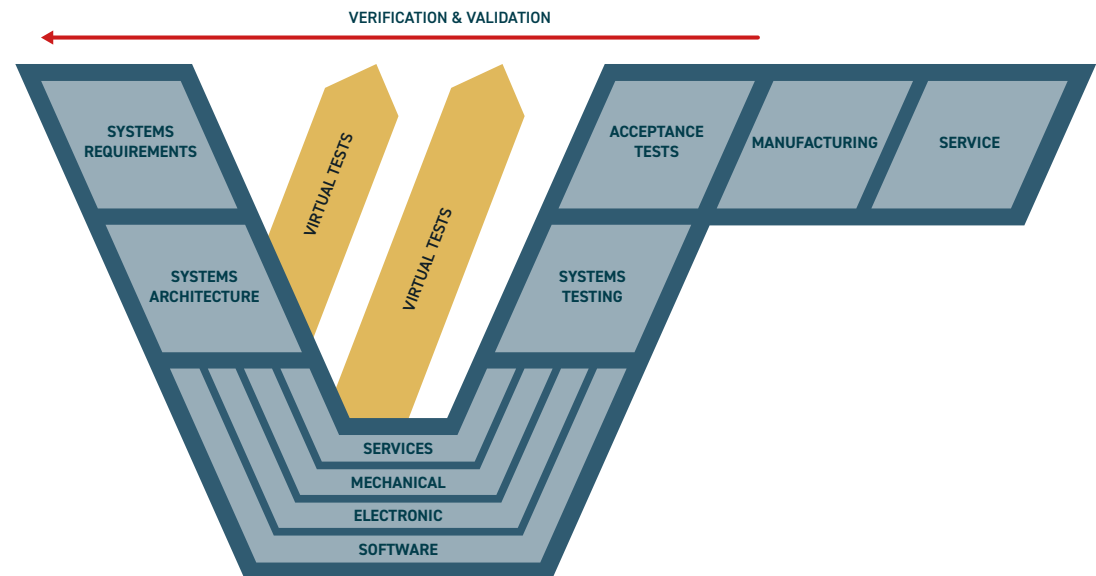 VERIFICATION & VALIDATION
SYSTEMS
REQUIREMENTS
SYSTEMS
ARCHITECTURE
VIRTUAL TESTS
VIRTUAL TESTS
ACCEPTANCE
TESTS
MANUFACTURING
SERVICE
SYSTEMS
TESTING
SERVICES
MECHANICAL
ELECTRONIC
SOFTWARE